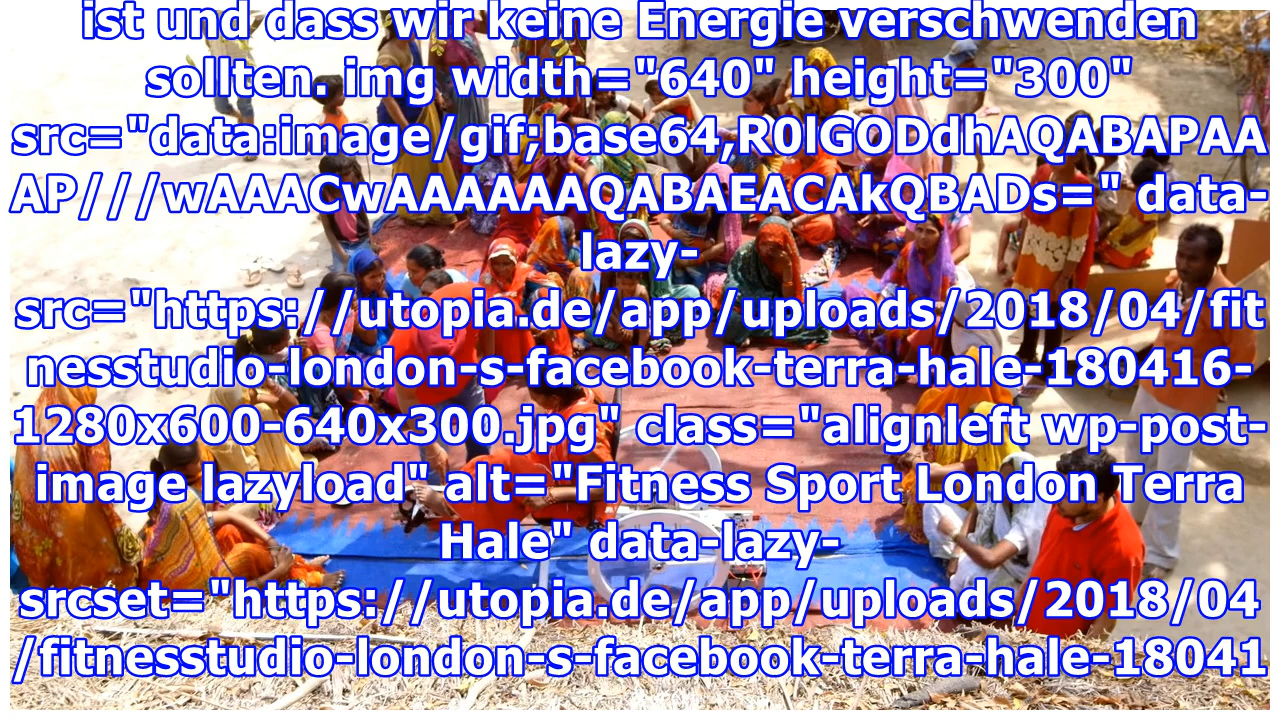 ist und dass wir keine Energie verschwenden
sollten. img width="640" height="300"
src="data:image/gif;base64,R0lGODdhAQABAPAA
AP///wAAACwAAAAAAQABAEACAkQBADs=" data-
lazy-
src="https://utopia.de/app/uploads/2018/04/fit
nesstudio-london-s-facebook-terra-hale-180416-
1280x600-640x300.jpg" class="alignleft wp-post-
image lazyload" alt="Fitness Sport London Terra
Hale" data-lazy-
srcset="https://utopia.de/app/uploads/2018/04
/fitnesstudio-london-s-facebook-terra-hale-18041